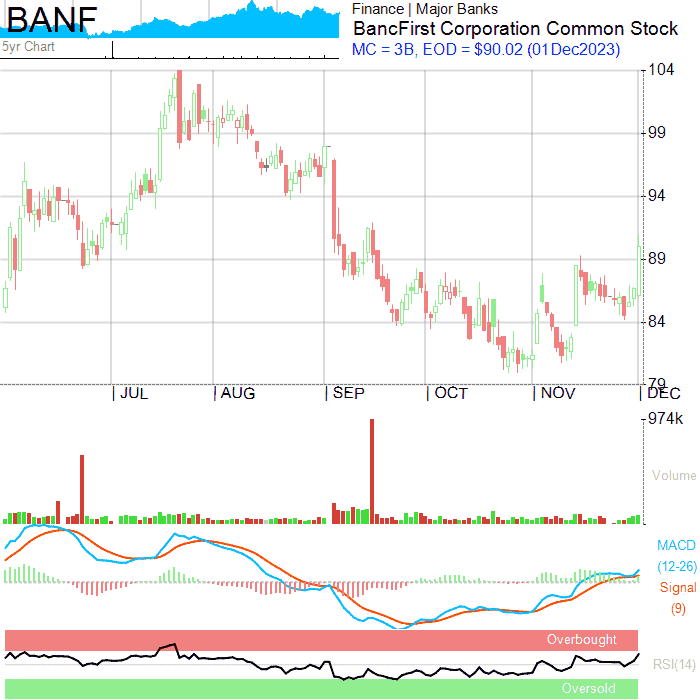 BANF
5yr Chart
Finance | Major Banks
BancFirst Corporation Common Stock
MC = 3B, EOD = $90.02 (01Dec2023)
104
99
94
89
84
79
JUL
AUG
SEP
OCT
NOV
DEC
974k
Volume
MACD
(12-26)
Signal
(9)
Overbought
RSI(14)
Oversold